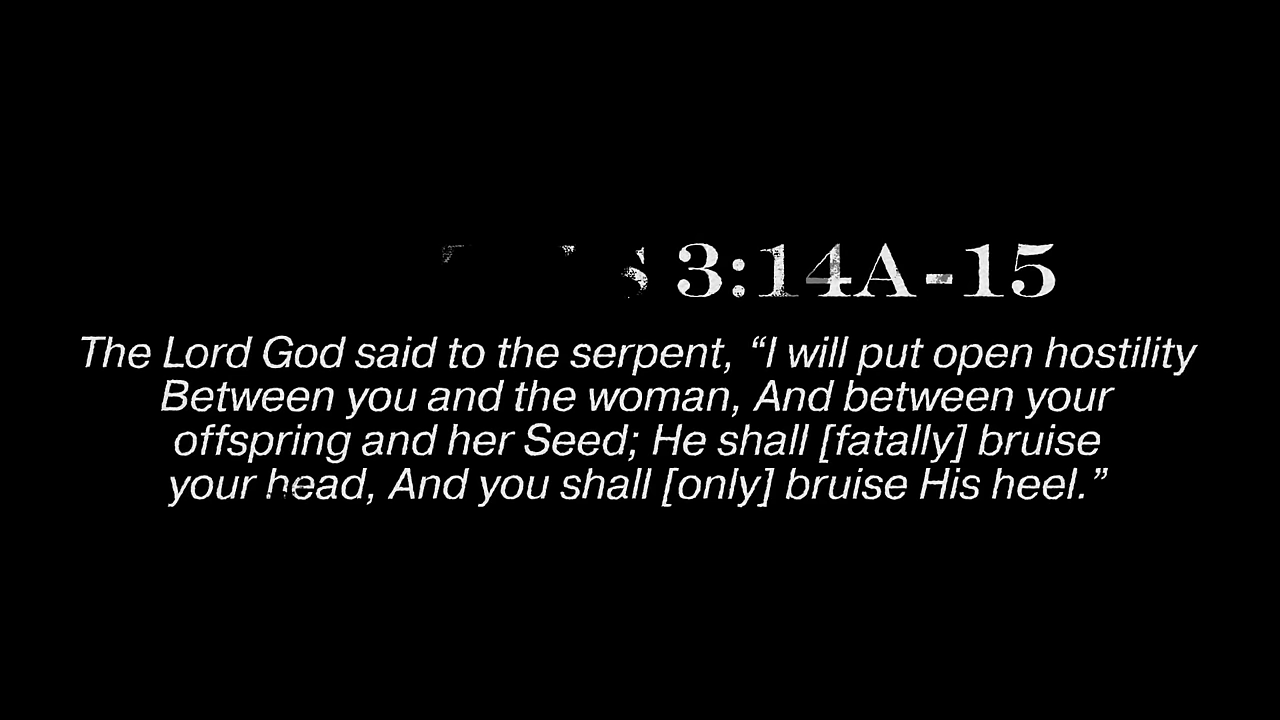 3:14A-15
The Lord God said to the serpent, “I will put open hostility
Between you and the woman, And between your
offspring and her Seed; He shall [fatally] bruise
your head, And you shall [only] bruise His heel.”